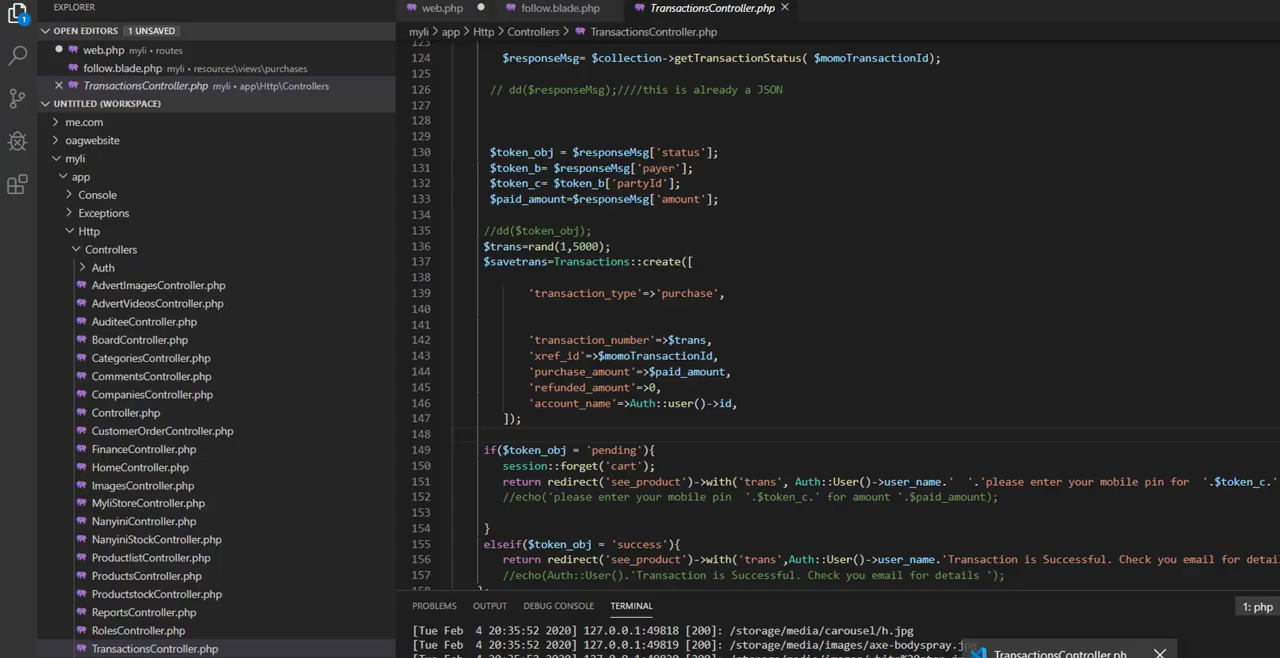 EXPLORER
OPEN EDITORS 1 UNSAVED
web.php myli • routes
follow.blade.php myli • resources\views\purchases
TransactionsController.php myli • app\Http\Controllers
UNTITLED (WORKSPACE)
me.com
oagwebsite
myli
app
Console
Exceptions
Http
Controllers
Auth
AdvertImagesController.php
AdvertVideosController.php
AuditeeController.php
BoardController.php
CategoriesController.php
CommentsController.php
CompaniesController.php
Controller.php
CustomerOrderController.php
FinanceController.php
HomeController.php
ImagesController.php
MyliStoreController.php
NanyiniController.php
NanyiniStockController.php
ProductlistController.php
ProductsController.php
ProductstockController.php
ReportsController.php
RolesController.php
TransactionsController.php
1
web.php follow.blade.php TransactionsController.php
myli > app > Http > Controllers > TransactionsController.php
123
124 $responseMsg= $collection->getTransactionStatus( $momoTransactionId);
125
126 // dd($responseMsg);////this is already a JSON
127
128
129
130 $token_obj = $responseMsg['status'];
131 $token_b= $responseMsg['payer'];
132 $token_c= $token_b['partyId'];
133 $paid_amount=$responseMsg['amount'];
134
135 //dd($token_obj);
136 $trans=rand(1,5000);
137 $savetrans=Transactions::create([
138
139 'transaction_type'=>'purchase',
140
141
142 'transaction_number'=>$trans,
143 'xref_id'=>$momoTransactionId,
144 'purchase_amount'=>$paid_amount,
145 'refunded_amount'=>0,
146 'account_name'=>Auth::user()->id,
147 ]);
148
149 if($token_obj = 'pending'){
150 session::forget('cart');
151 return redirect('see_product')->with('trans', Auth::User()->user_name.' '.'please enter your mobile pin for '.$token_c.'
152 //echo('please enter your mobile pin '.$token_c.' for amount '.$paid_amount);
153
154 }
155 elseif($token_obj = 'success'){
156 return redirect('see_product')->with('trans',Auth::User()->user_name.'Transaction is Successful. Check you email for detai
157 //echo(Auth::User().'Transaction is Successful. Check you email for details ');
PROBLEMS OUTPUT DEBUG CONSOLE TERMINAL 1: php
[Tue Feb 4 20:35:52 2020] 127.0.0.1:49818 [200]: /storage/media/carousel/h.jpg
[Tue Feb 4 20:35:52 2020] 127.0.0.1:49819 [200]: /storage/media/images/axe-bodyspray.jpg
TransactionsController.ph